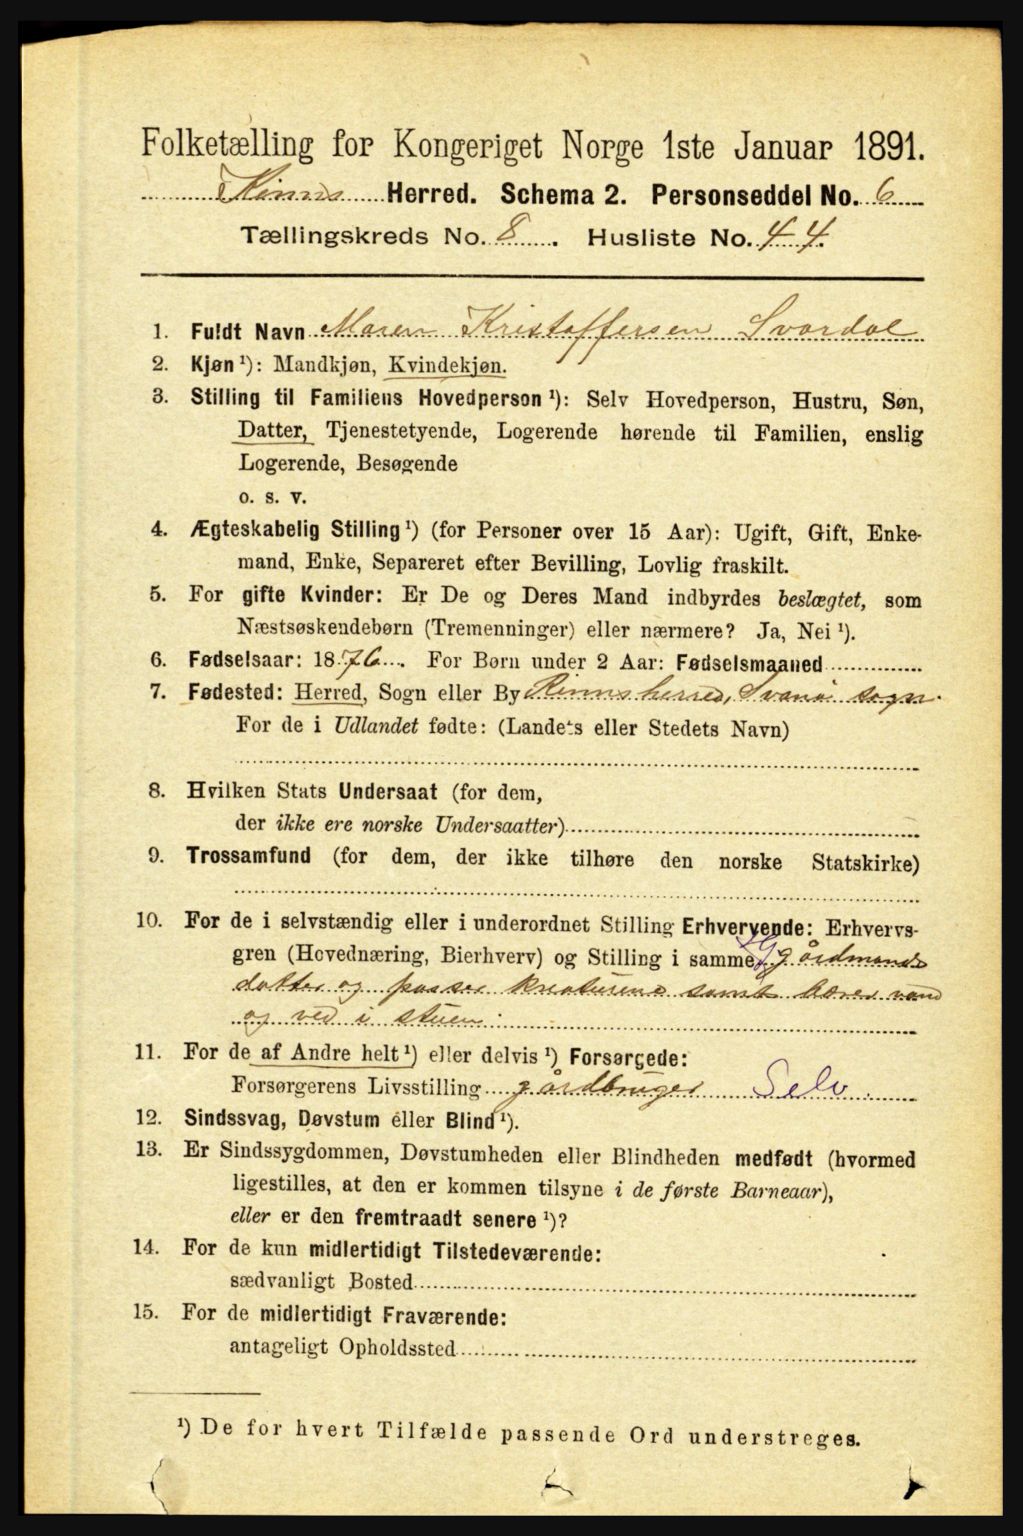 Folketælling for Kongeriget Norge 1ste Januar 1891.
Kinns Herred. Schema 2. Personseddel No. 6
Tællingskreds No. 8. Husliste No. 44.
1. Fuldt Navn Maren Kristoffersen Svardal
2. Kjøn ¹): Mandkjøn, Kvindekjøn.
3. Stilling til Familiens Hovedperson ¹): Selv Hovedperson, Hustru, Søn,
Datter, Tjenestetyende, Logerende hørende til Familien, enslig
Logerende, Besøgende
o. s. v.
4. Ægteskabelig Stilling ¹) (for Personer over 15 Aar): Ugift, Gift, Enke-
mand, Enke, Separeret efter Bevilling, Lovlig fraskilt.
5. For gifte Kvinder: Er De og Deres Mand indbyrdes beslægtet, som
Næstsøskendebørn (Tremenninger) eller nærmere? Ja, Nei ¹).
6. Fødselsaar: 1876. For Børn under 2 Aar: Fødselsmaaned
7. Fødested: Herred, Sogn eller By Kinns herred, Svanø sogn.
For de i Udlandet fødte: (Landets eller Stedets Navn)
8. Hvilken Stats Undersaat (for dem,
der ikke ere norske Undersaatter)
9. Trossamfund (for dem, der ikke tilhøre den norske Statskirke)
10. For de i selvstændig eller i underordnet Stilling Erhvervende: Erhvervs-
gren (Hovednæring, Bierhverv) og Stilling i samme gårdmands
datter og passer kreaturene samt bærer vand
og ved i stuen.
11. For de af Andre helt ¹) eller delvis ¹) Forsørgede:
Forsørgerens Livsstilling gårdbruger Selv.
12. Sindssvag, Døvstum eller Blind ¹).
13. Er Sindssygdommen, Døvstumheden eller Blindheden medfødt (hvormed
ligestilles, at den er kommen tilsyne i de første Barneaar),
eller er den fremtraadt senere ¹)?
14. For de kun midlertidigt Tilstedeværende:
sædvanligt Bosted
15. For de midlertidigt Fraværende:
antageligt Opholdssted
¹) De for hvert Tilfælde passende Ord understreges.